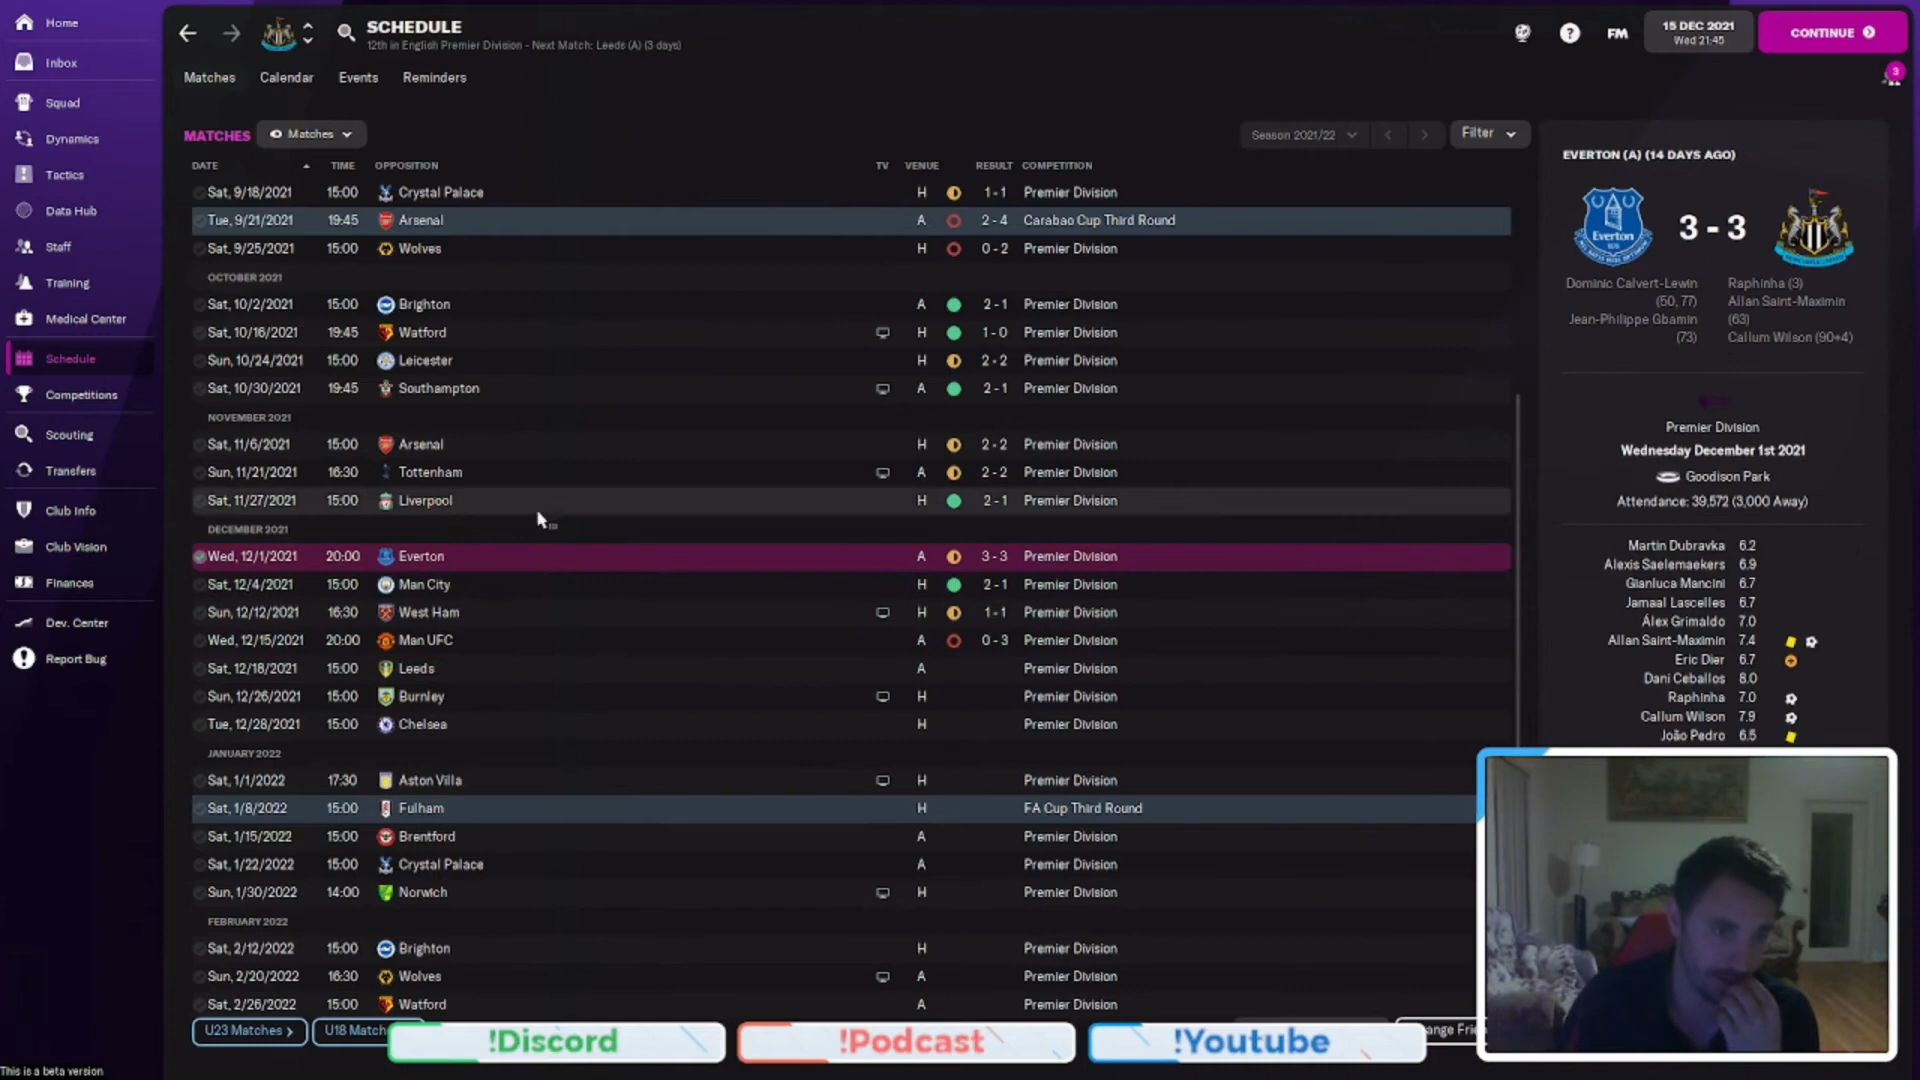 Home
Inbox
Squad
Dynamics
Tactics
Data Hub
Staff
Training
Medical Center
Schedule
Competitions
Scouting
Transfers
Club Info
Club Vision
Finances
Dev. Center
Report Bug
This is a beta version
SCHEDULE
12th in English Premier Division - Next Match: Leeds (A) (3 days)
FM
15 DEC 2021
Wed 21:45
CONTINUE
3
Matches Calendar Events Reminders
MATCHES Matches
Season 2021/22
Filter
DATE TIME OPPOSITION TV VENUE RESULT COMPETITION
Sat, 9/18/2021 15:00 Crystal Palace H 1 - 1 Premier Division
Tue, 9/21/2021 19:45 Arsenal A 2 - 4 Carabao Cup Third Round
Sat, 9/25/2021 15:00 Wolves H 0 - 2 Premier Division
OCTOBER 2021
Sat, 10/2/2021 15:00 Brighton A 2 - 1 Premier Division
Sat, 10/16/2021 19:45 Watford H 1 - 0 Premier Division
Sun, 10/24/2021 15:00 Leicester H 2 - 2 Premier Division
Sat, 10/30/2021 19:45 Southampton A 2 - 1 Premier Division
NOVEMBER 2021
Sat, 11/6/2021 15:00 Arsenal H 2 - 2 Premier Division
Sun, 11/21/2021 16:30 Tottenham A 2 - 2 Premier Division
Sat, 11/27/2021 15:00 Liverpool H 2 - 1 Premier Division
DECEMBER 2021
Wed, 12/1/2021 20:00 Everton A 3 - 3 Premier Division
Sat, 12/4/2021 15:00 Man City H 2 - 1 Premier Division
Sun, 12/12/2021 16:30 West Ham H 1 - 1 Premier Division
Wed, 12/15/2021 20:00 Man UFC A 0 - 3 Premier Division
Sat, 12/18/2021 15:00 Leeds A Premier Division
Sun, 12/26/2021 15:00 Burnley H Premier Division
Tue, 12/28/2021 15:00 Chelsea H Premier Division
JANUARY 2022
Sat, 1/1/2022 17:30 Aston Villa H Premier Division
Sat, 1/8/2022 15:00 Fulham H FA Cup Third Round
Sat, 1/15/2022 15:00 Brentford A Premier Division
Sat, 1/22/2022 15:00 Crystal Palace A Premier Division
Sun, 1/30/2022 14:00 Norwich H Premier Division
FEBRUARY 2022
Sat, 2/12/2022 15:00 Brighton H Premier Division
Sun, 2/20/2022 16:30 Wolves A Premier Division
Sat, 2/26/2022 15:00 Watford A Premier Division
U23 Matches
U18 Match
ange Frie
!Discord
!Podcast
!Youtube
EVERTON (A) (14 DAYS AGO)
Everton
3 - 3
Dominic Calvert-Lewin
(50, 77)
Jean-Philippe Gbamin
(73)
Raphinha (3)
Allan Saint-Maximin
(63)
Callum Wilson (90+4)
Premier Division
Wednesday December 1st 2021
Goodison Park
Attendance: 39,572 (3,000 Away)
Martin Dubravka 6.2
Alexis Saelemaekers 6.9
Gianluca Mancini 6.7
Jamaal Lascelles 6.7
Álex Grimaldo 7.0
Allan Saint-Maximin 7.4
Eric Dier 6.7
Dani Ceballos 8.0
Raphinha 7.0
Callum Wilson 7.9
João Pedro 6.5